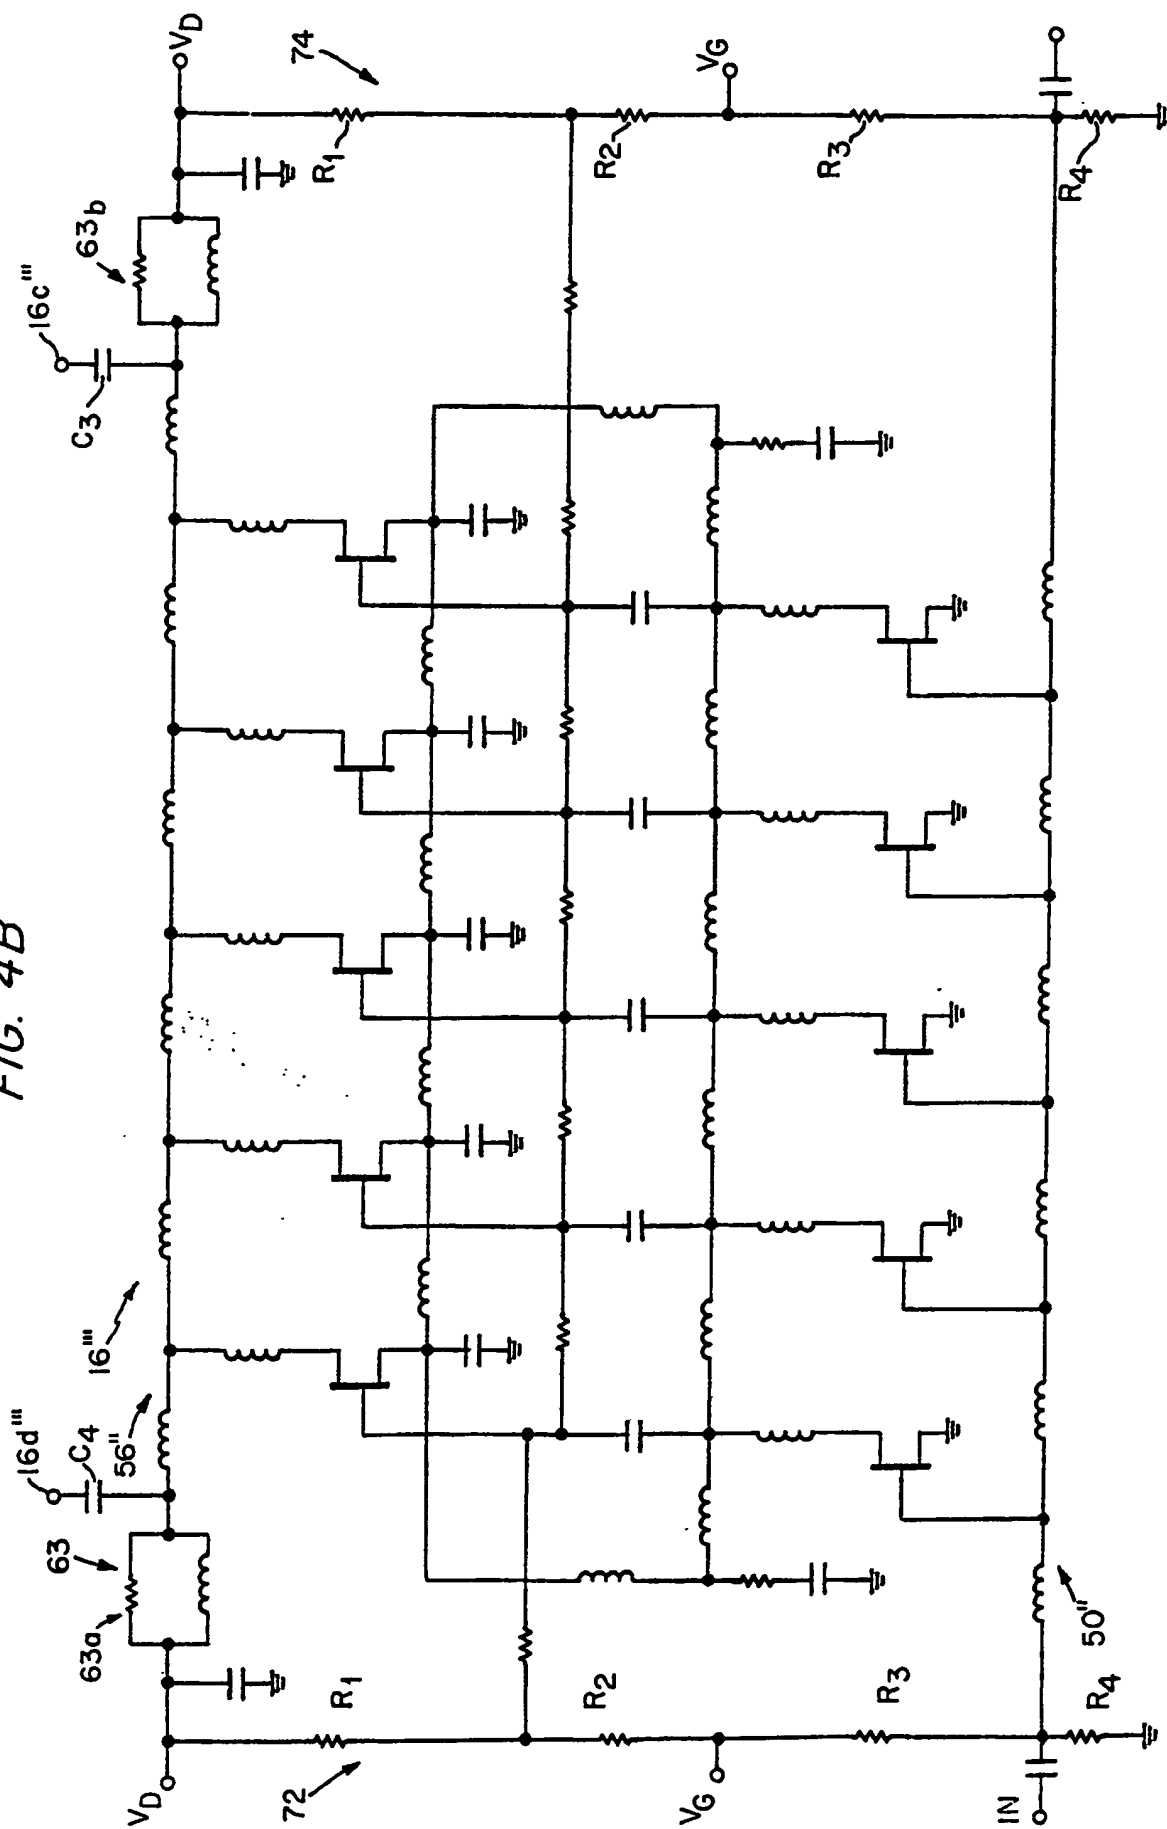 FIG. 4B
VD
72
R1
R2
VG
R3
R4
IN
63a
63
16d'''
C4
56"
16'''
50"
C3
16c'''
63b
VD
74
R1
R2
VG
R3
R4